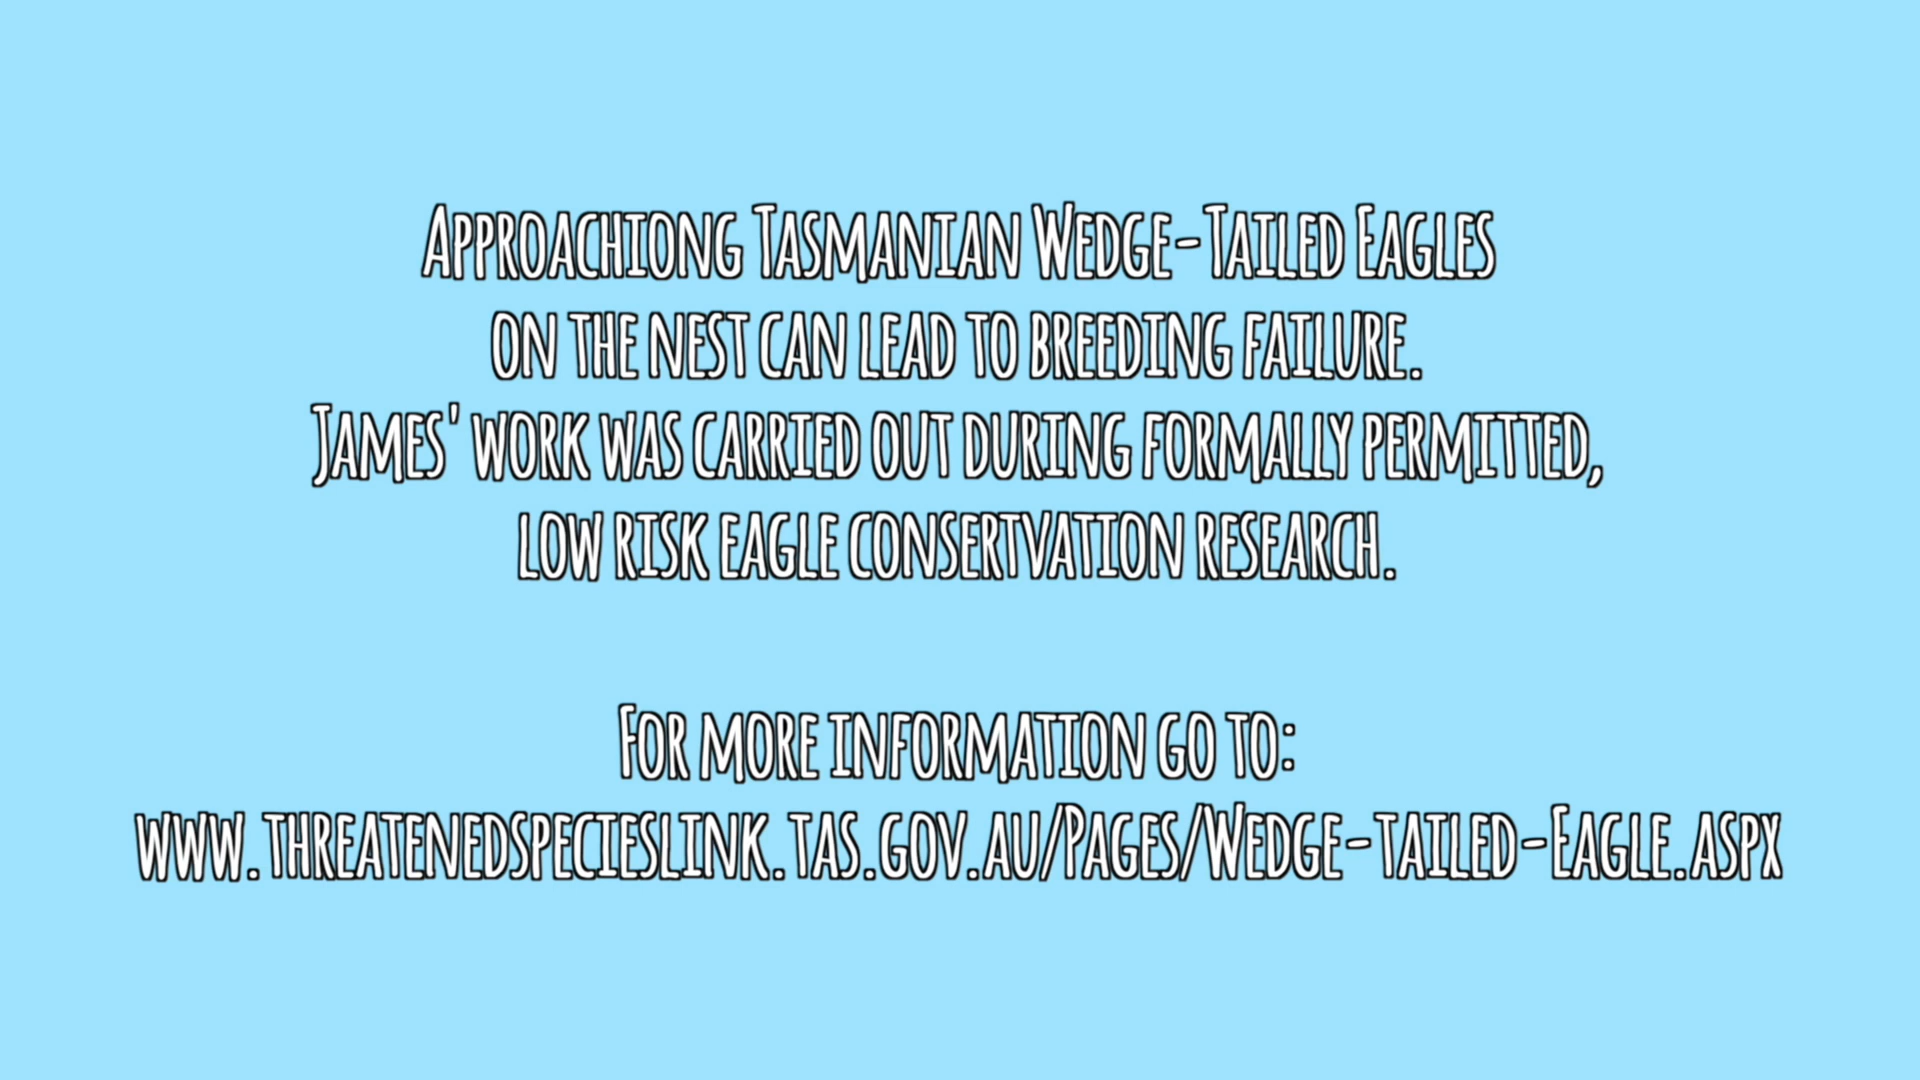 Approachiong Tasmanian Wedge-Tailed Eagles
on the nest can lead to breeding failure.
James' work was carried out during formally permitted,
low risk eagle consertvation research.
For more information go to:
www.threatenedspecieslink.tas.gov.au/Pages/Wedge-tailed-Eagle.aspx